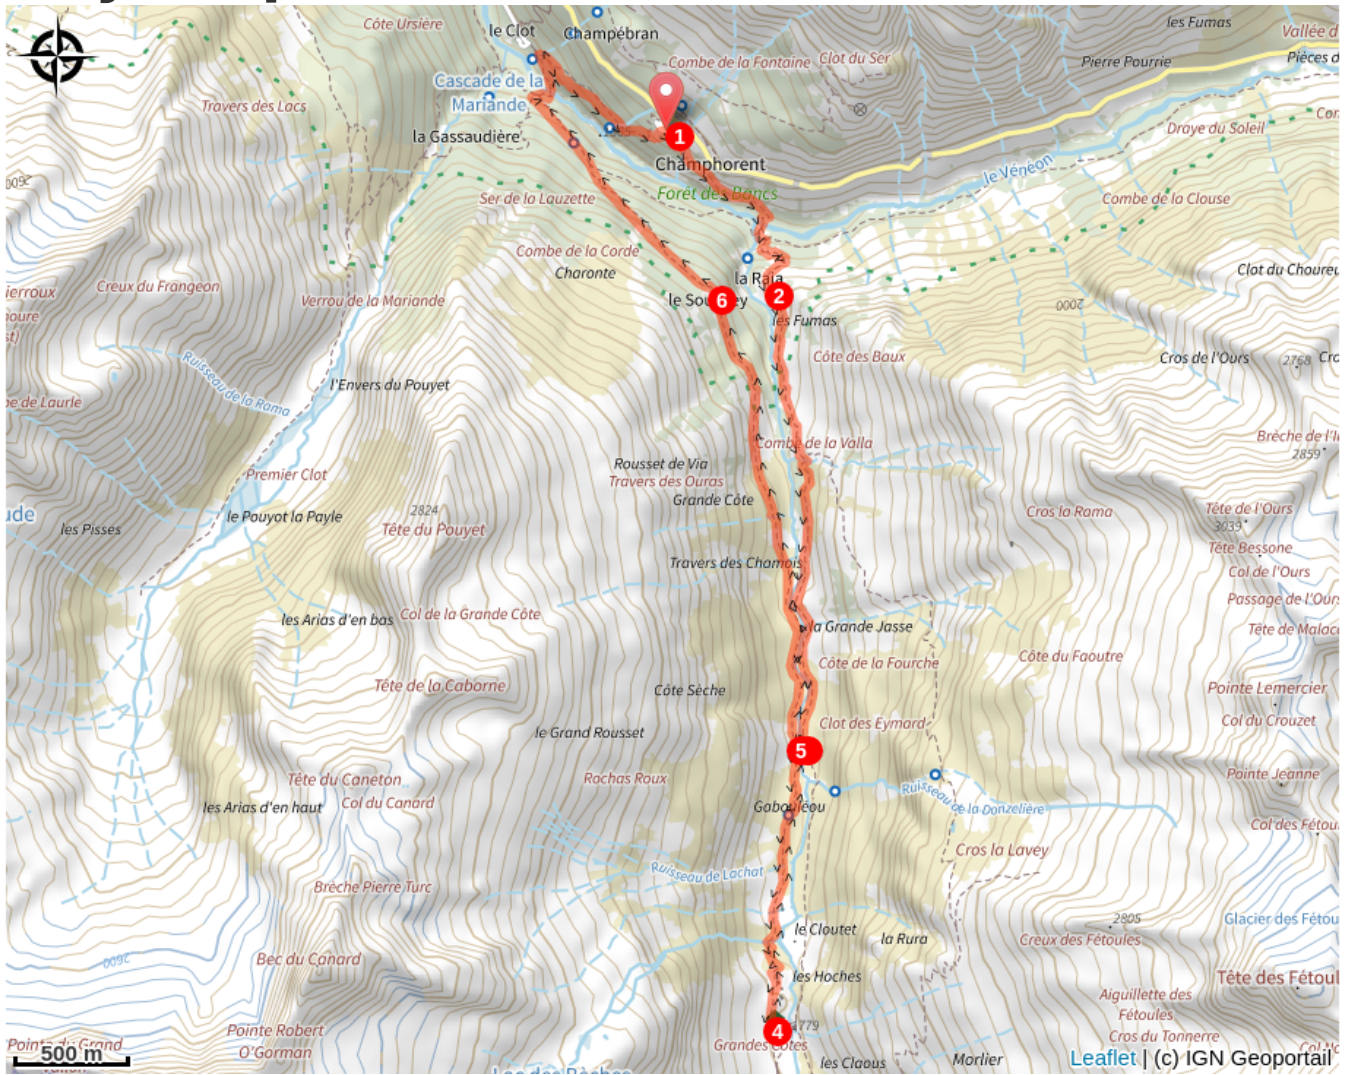 Côte Ursière
le Clot
Champébran
les Fumas
Vallée d
Combe de la Fontaine
Clot du Ser
Pierre Pourrie
Pièces d
Cascade de la
Mariande
Travers des Lacs
la Gassaudière
1
Champhorent
Draye du Soleil
le Vénéon
Forêt des Bancs
2600
Ser de la Lauzette
Combe de la Clouse
Combe de la Corde
Charonte
la Raja
Clot du Choureu
Creux du Frangeon
Verrou de la Mariande
ierroux
6
2
2000
les Fumas
l'Envers du Pouyet
Ruisseau de la Rama
Côte des Baux
Cros de l'Ours
2768
Cro
pe de Laurle
Combe de la Valla
Brèche de l'I
2859
Rousset de Via
Travers des Ouras
Grande Côte
Premier Clot
le Pouyot la Payle
2824
Tête du Pouyet
les Pisses
ude
Cros la Rama
Tête de l'Ours
3039
Tête Bessone
Col de l'Ours
Travers des Chamois
Passage de l'Ours
les Arias d'en bas
Col de la Grande Côte
la Grande Jasse
Tête de Malac
Côte de la Fourche
Côte du Faoutre
Tête de la Caborne
Côte Sèche
Pointe Lemercier
le Grand Rousset
Clot des Eymard
Col du Crouzet
5
Tête du Caneton
Col du Canard
les Arias d'en haut
Rochas Roux
Gabouléou
Ruisseau de la Donzelière
Pointe Jeanne
Col des Fétou
Cros la Lavey
Ruisseau de Lachat
Brèche Pierre Turc
le Cloutet
la Rura
2805
Creux des Fétoules
Glacier des Fétou
Bec du Canard
2600
les Hoches
Tête des Fétoul
Aiguillette des
Fétoules
Pointe Robert
O'Gorman
4
Grandes Côtes
Cros du Tonnerre
les Claous
Morlier
500 m
Leaflet | (c) IGN Geoportail